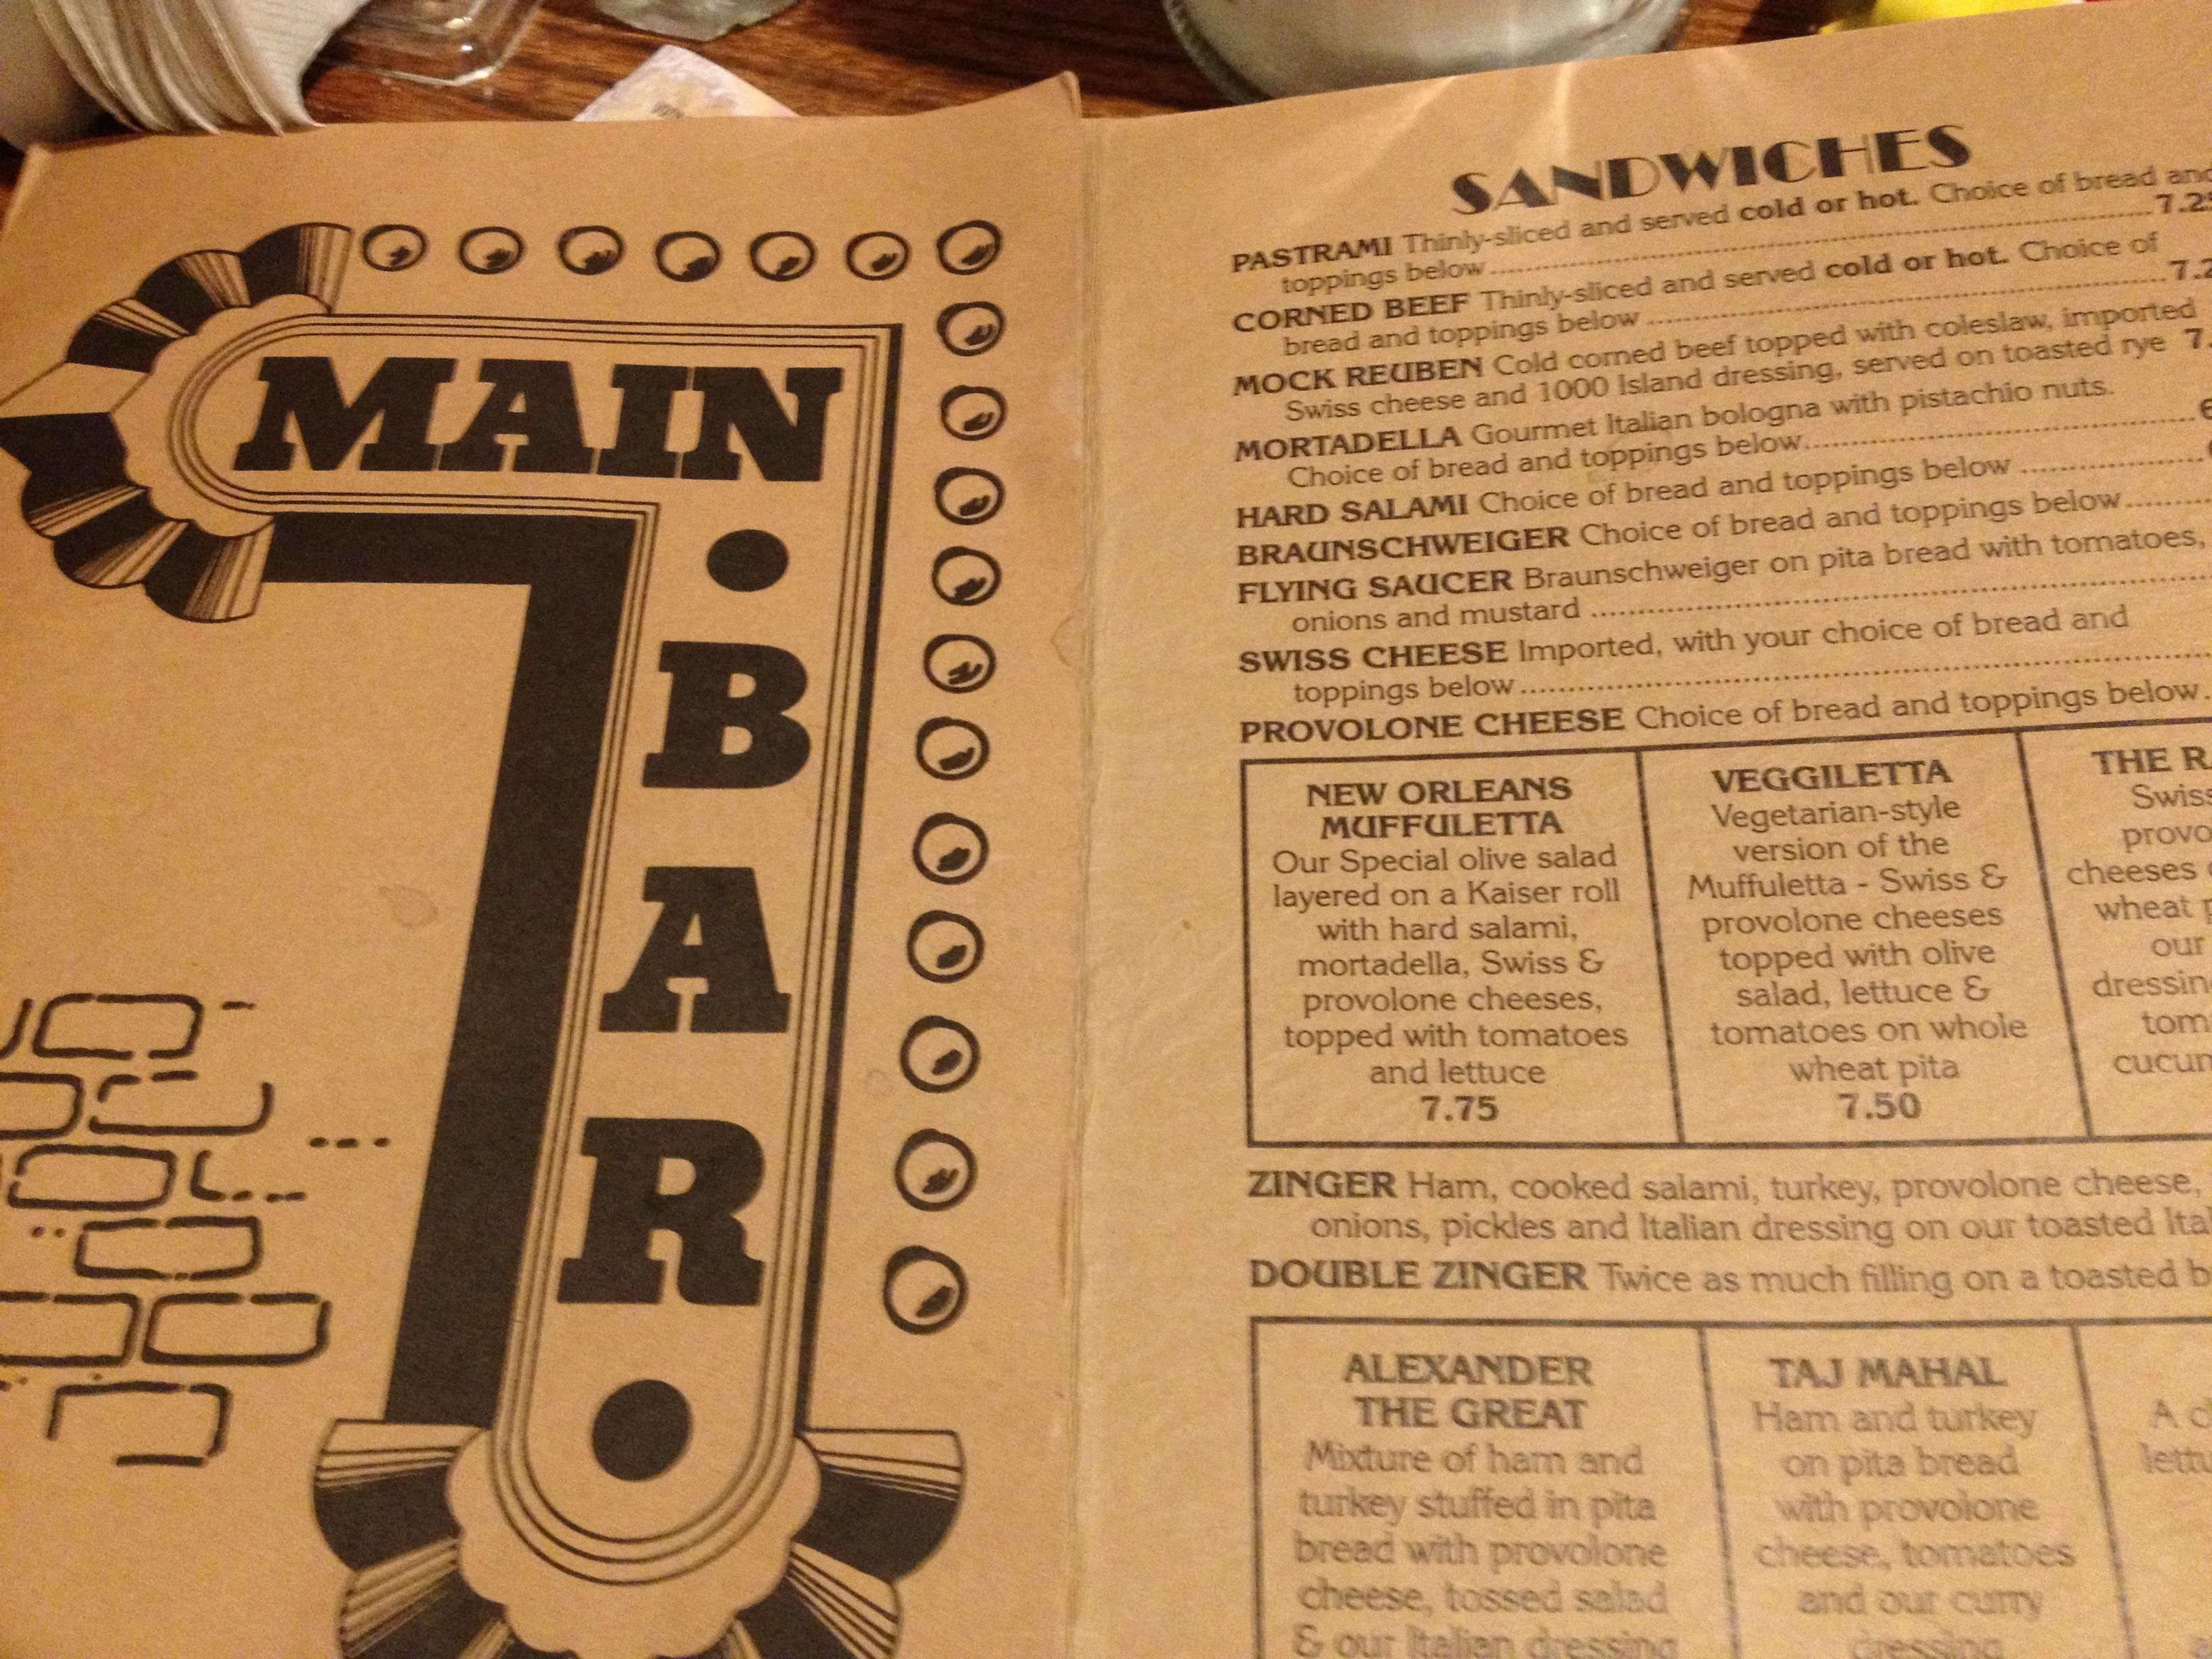 MAIN
BAR
SANDWICHES
PASTRAMI Thinly-sliced and served cold or hot. Choice of bread and
toppings below
CORNED BEEF Thinly-sliced and served cold or hot. Choice of
bread and toppings below
MOCK REUBEN Cold corned beef topped with coleslaw, imported
Swiss cheese and 1000 Island dressing, served on toasted rye
MORTADELLA Gourmet Italian bologna with pistachio nuts.
Choice of bread and toppings below
HARD SALAMI Choice of bread and toppings below
BRAUNSCHWEIGER Choice of bread and toppings below
FLYING SAUCER Braunschweiger on pita bread with tomatoes,
onions and mustard
SWISS CHEESE Imported, with your choice of bread and
toppings below
PROVOLONE CHEESE Choice of bread and toppings below
NEW ORLEANS
MUFFULETTA
Our Special olive salad
layered on a Kaiser roll
with hard salami,
mortadella, Swiss &
provolone cheeses,
topped with tomatoes
and lettuce
7.75
VEGGILETTA
Vegetarian-style
version of the
Muffuletta - Swiss &
provolone cheeses
topped with olive
salad, lettuce &
tomatoes on whole
wheat pita
7.50
THE
Swiss
cheeses
wheat
our
ZINGER Ham, cooked salami, turkey, provolone cheese,
onions, pickles and Italian dressing on our toasted
DOUBLE ZINGER Twice as much filling on a toasted
ALEXANDER
THE GREAT
Mixture of ham and
turkey stuffed in pita
bread with provolone
cheese, tossed salad
& our Italian dressing
TAJ MAHAL
Ham and turkey
on pita bread
with provolone
cheese, tomatoes
and our curry
dressing
A